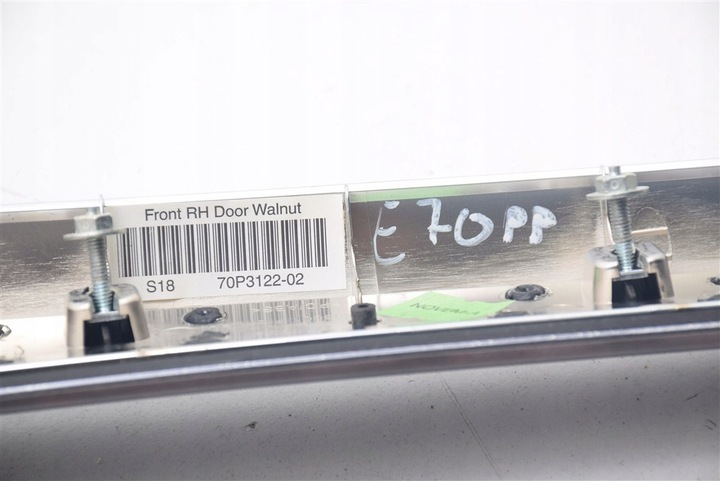 Front RH Door Walnut
S18 70P3122-02
E70PP